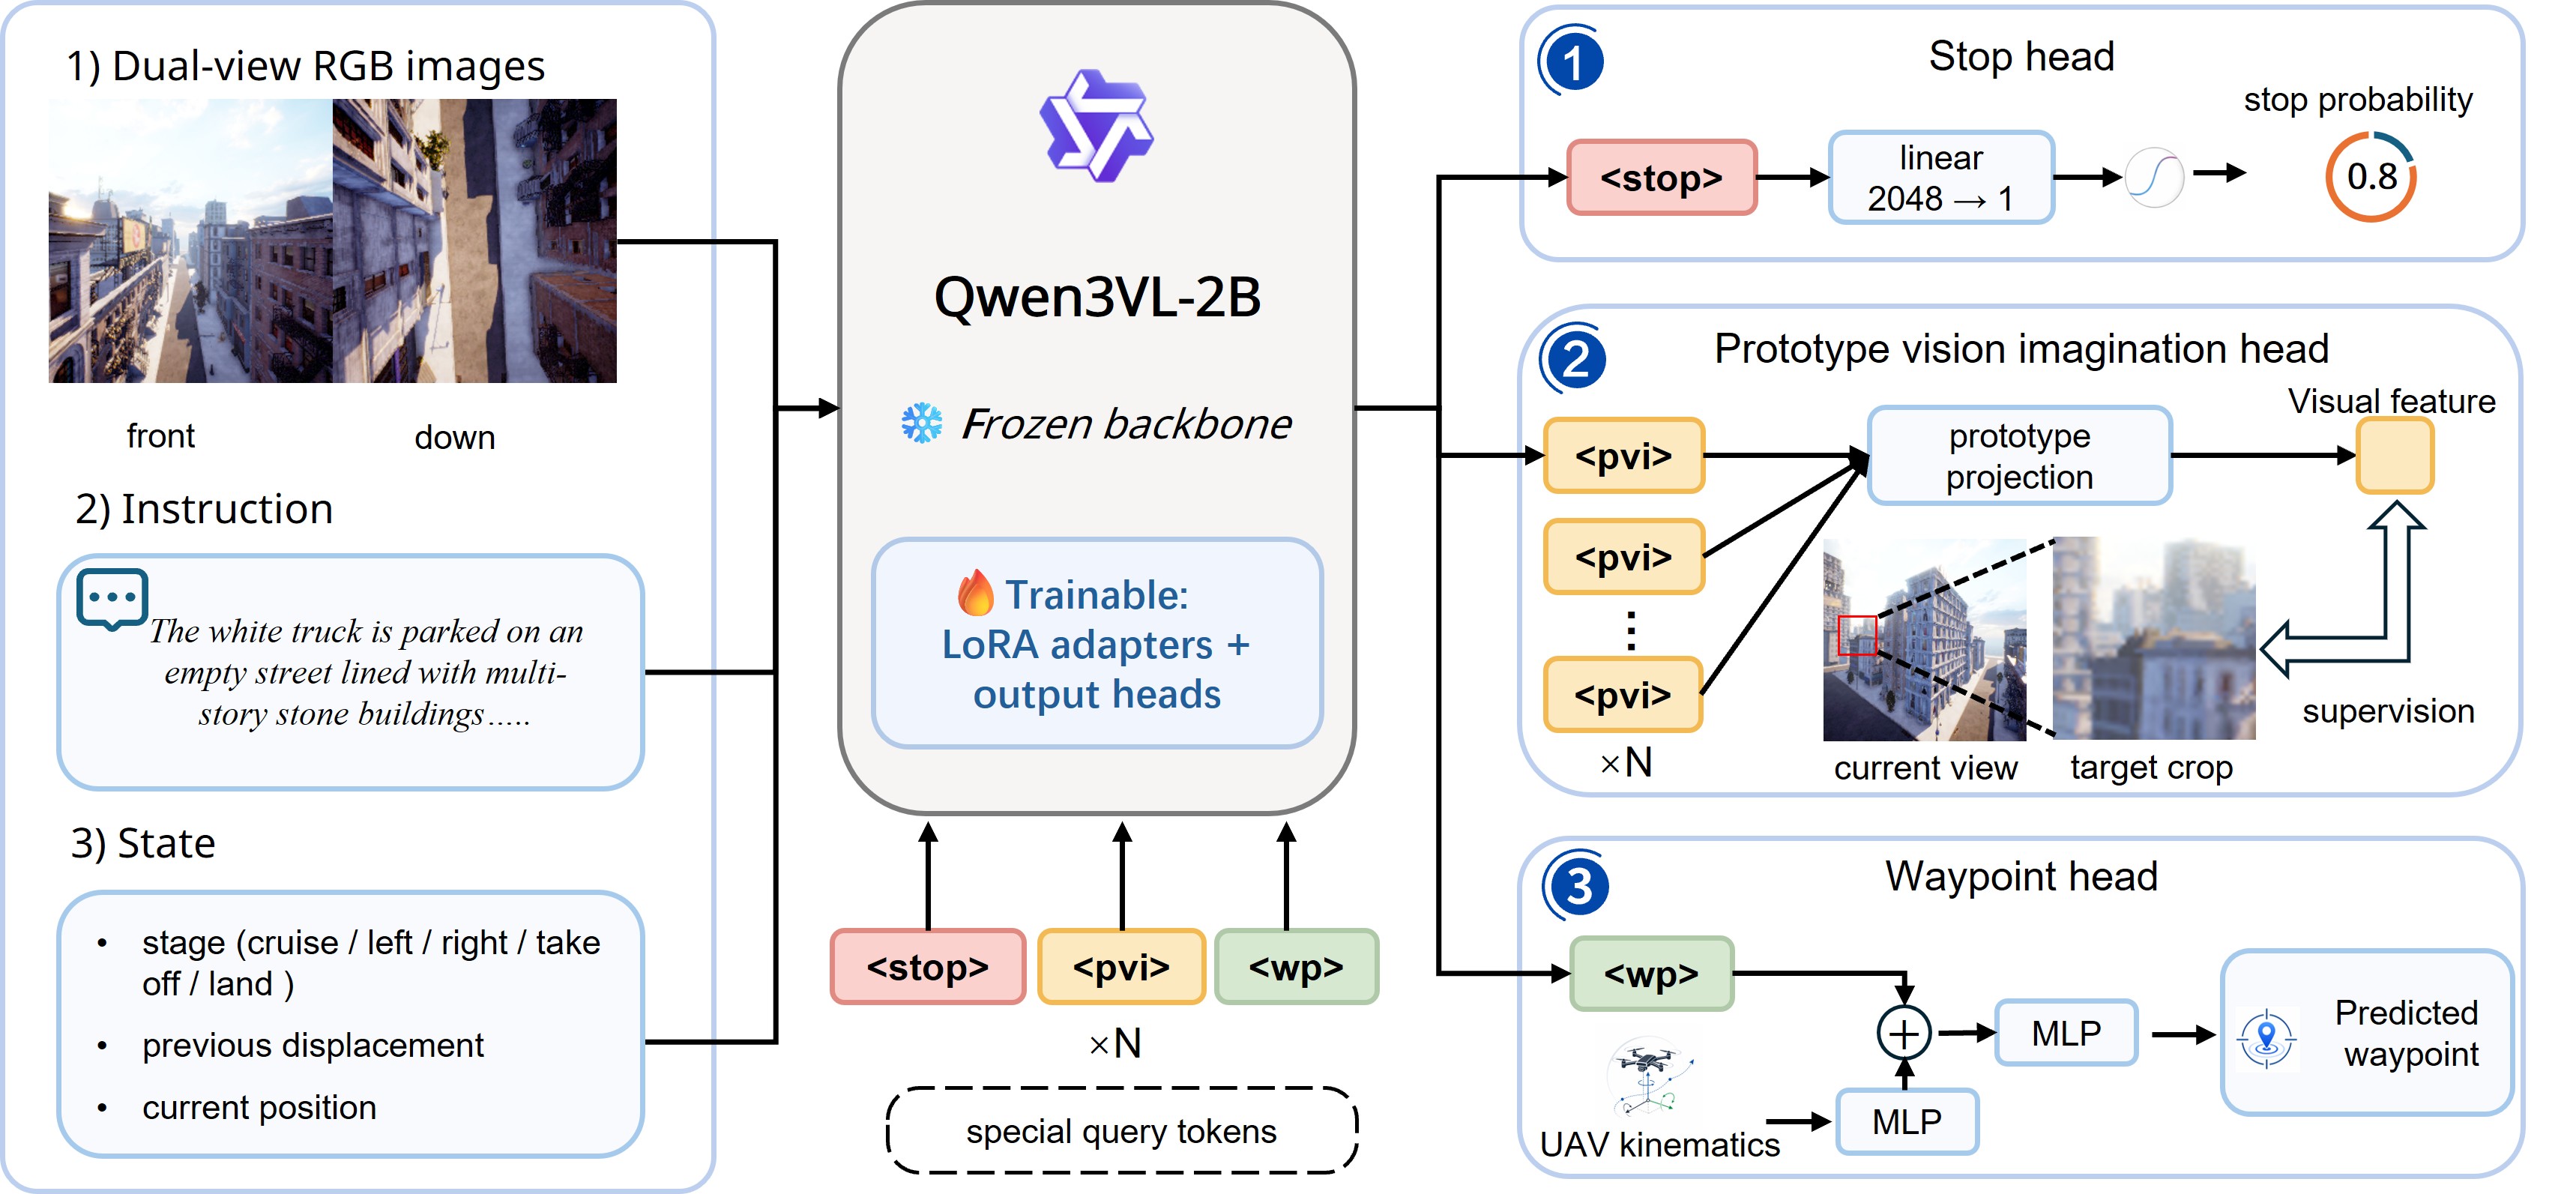 1) Dual-view RGB images
front
down
2) Instruction
The white truck is parked on an
empty street lined with multi-
story stone buildings.....
3) State
• stage (cruise / left / right / take
off / land )
• previous displacement
• current position
Qwen3VL-2B
Frozen backbone
Trainable:
LoRA adapters +
output heads
<stop>
<pvi>
<wp>
×N
special query tokens
1
Stop head
stop probability
<stop>
linear
2048 → 1
0.8
2
Prototype vision imagination head
Visual feature
<pvi>
prototype
projection
<pvi>
⋮
<pvi>
×N
current view
target crop
supervision
3
Waypoint head
<wp>
+
MLP
Predicted
waypoint
UAV kinematics
MLP